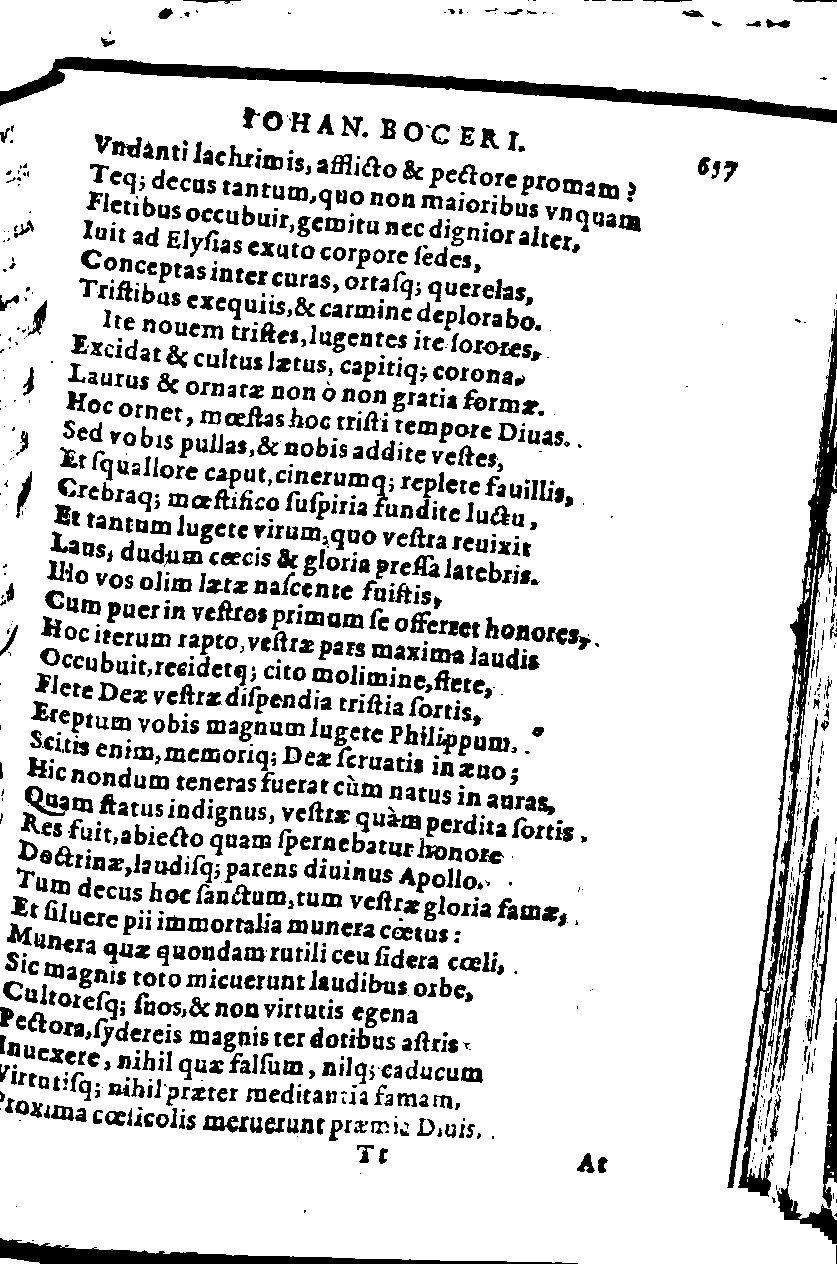 IOHAN. BOCERI.
657
Vndanti lachrimis, afflicto & pectore promam?
Teq; decus tantum, quo non maioribus vnquam
Fletibus occubuit, gemitu nec dignior alter,
Iuit ad Elyſias exuto corpore ſedes,
Conceptas inter curas, ortaſq; querelas,
Triſtibus exequiis, & carmine deplorabo.
Ite nouem triſtes, lugentes ite ſorores,
Excidat & cultus lætus, capitiq; corona,
Laurus & ornatæ non ò non gratia formæ.
Hoc ornet, mœſtas hoc triſti tempore Diuas.
Sed vobis pullas, & nobis addite veſtes,
Et ſquallore caput, cinerumq; replete fauillis,
Crebraq; mœſtifico ſuſpiria fundite luctu,
Et tantum lugete virum, quo veſtra reuixit
Laus, dudum cœcis & gloria preſſa latebris.
Illo vos olim lætæ naſcente fuiſtis,
Cum puer in veſtros primum ſe offerret honores,
Hoc iterum rapto, veſtræ pars maxima laudis
Occubuit, recidetq; cito molimine, flete,
Flete Deæ veſtræ diſpendia triſtia ſortis,
Ereptum vobis magnum lugete Philippum.
Scitis enim, memoriq; Deæ ſeruatis in æuo;
Hic nondum teneras fuerat cùm natus in auras,
Quam ſtatus indignus, veſtræ quàm perdita ſortis
Res fuit, abiecto quam ſpernebatur honore
Doctrinæ, laudiſq; parens diuinus Apollo.
Tum decus hoc ſanctum, tum veſtræ gloria famæ,
Et ſiluere pii immortalia munera cœtus:
Munera quæ quondam rutili ceu ſidera cœli,
Sic magnis toto micuerunt laudibus orbe,
Cultoreſq; ſuos, & non virtutis egena
Pectora, ſydereis magnis ter dotibus aſtris
Inuexere, nihil quæ falſum, nilq; caducum
Virtutiſq; nihil præter meditantia famam,
Proxima cœlicolis meruerunt præmia Diuis.
Tt
At